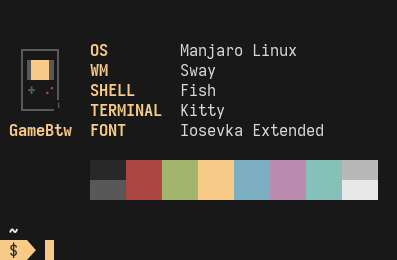 OS Manjaro Linux
WM Sway
SHELL Fish
TERMINAL Kitty
GameBtw FONT Iosevka Extended
~
$